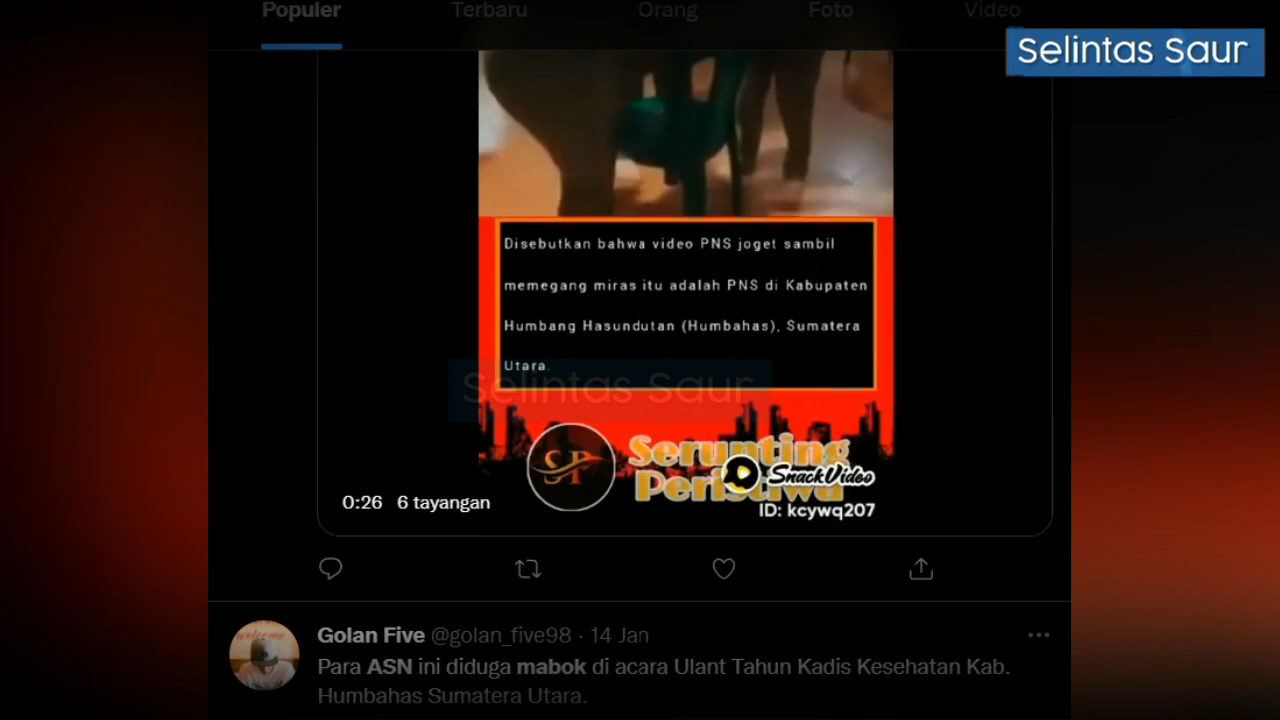 Populer
Terbaru
Orang
Foto
Video
Selintas Saur
Disebutkan bahwa video PNS joget sambil
memegang miras itu adalah PNS di Kabupaten
Humbang Hasundutan (Humbahas), Sumatera
Utara.
Selintas Saur
SP
Serunting
Peristiwa
SnackVideo
ID: kcywq207
0:26 6 tayangan
welcome
Golan Five @golan_five98 · 14 Jan
Para ASN ini diduga mabok di acara Ulant Tahun Kadis Kesehatan Kab.
Humbahas Sumatera Utara.